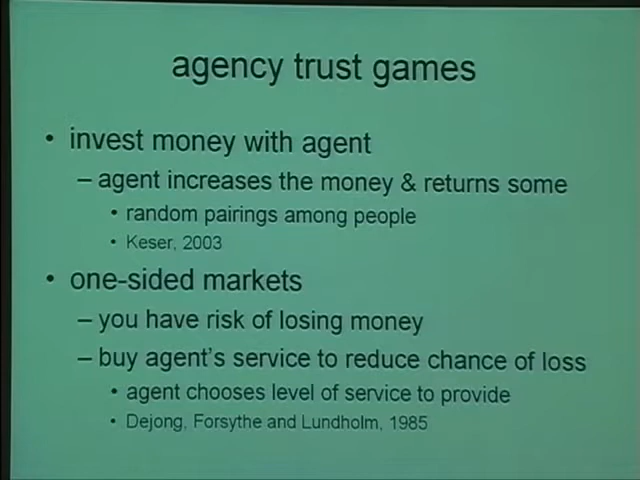 agency trust games
• invest money with agent
– agent increases the money & returns some
• random pairings among people
• Keser, 2003
• one-sided markets
– you have risk of losing money
– buy agent's service to reduce chance of loss
• agent chooses level of service to provide
• Dejong, Forsythe and Lundholm, 1985